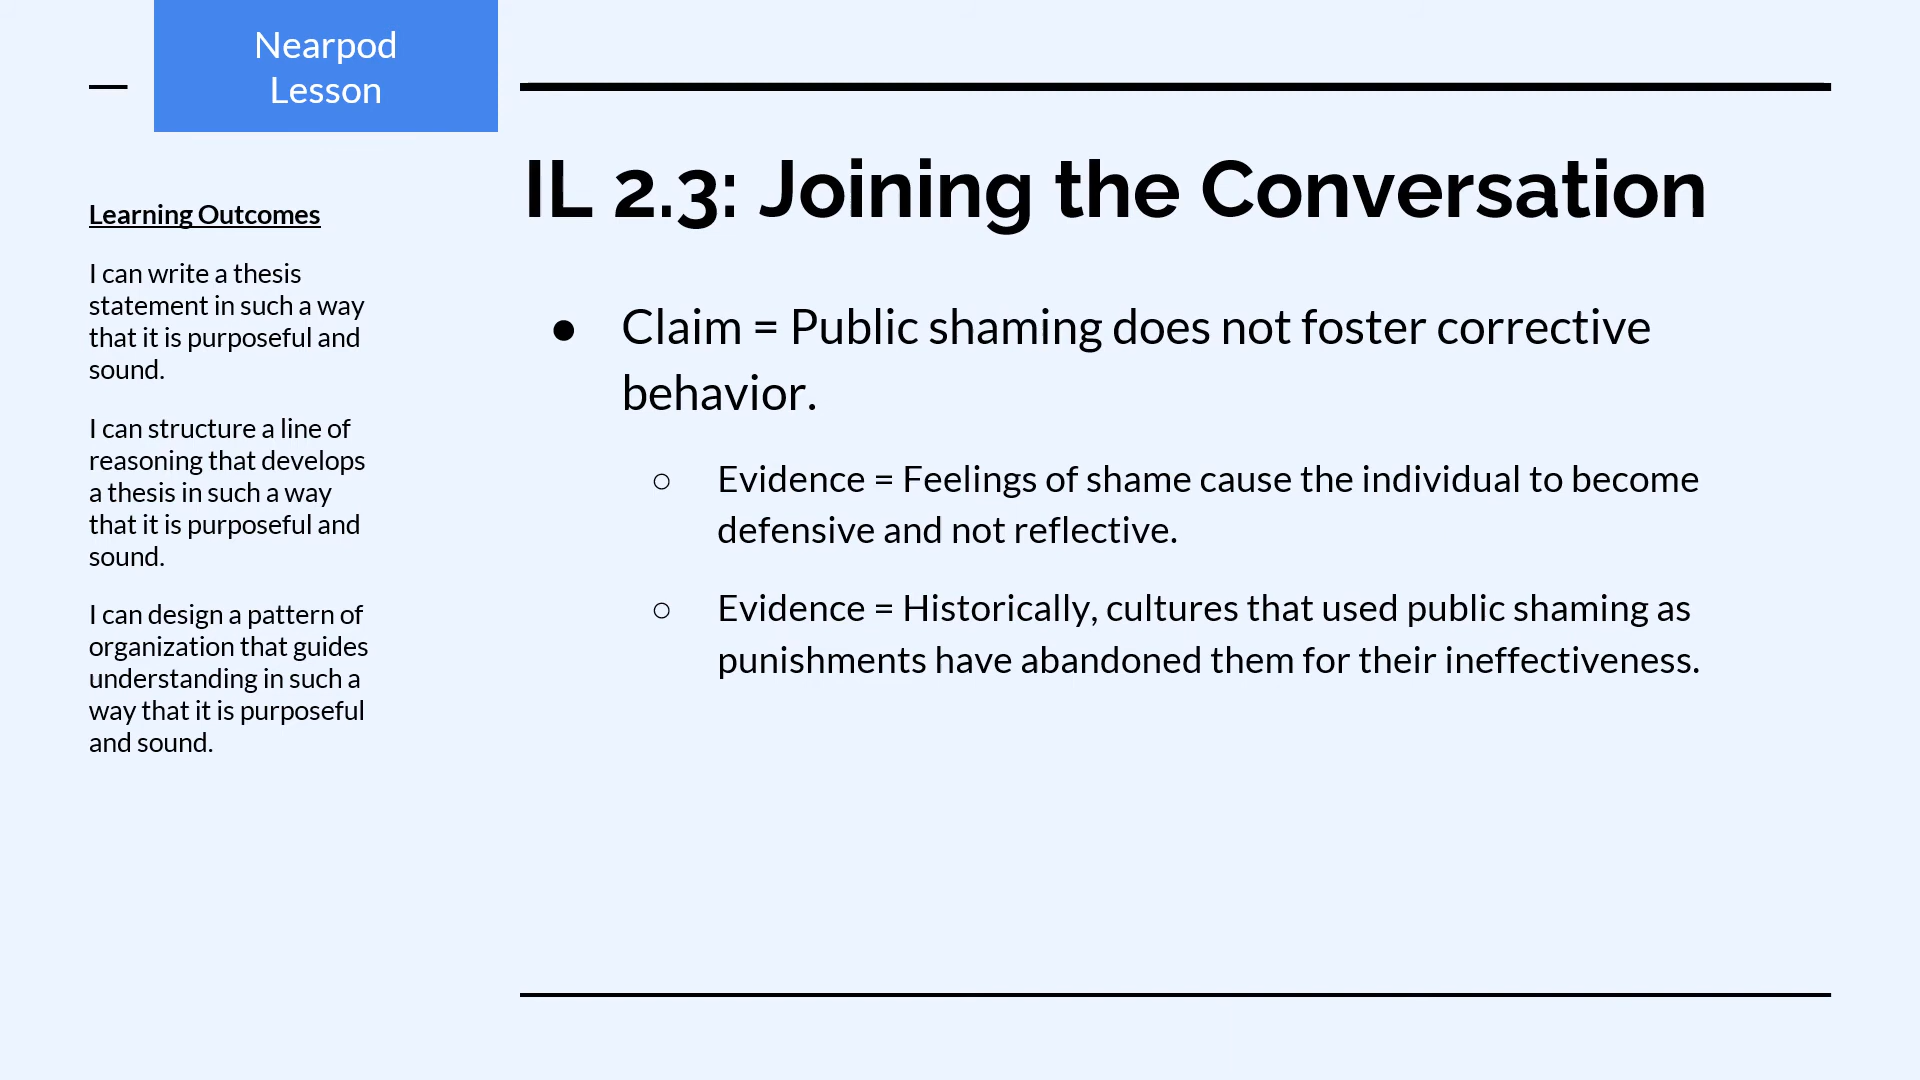 Nearpod
Lesson
Learning Outcomes
I can write a thesis
statement in such a way
that it is purposeful and
sound.
I can structure a line of
reasoning that develops
a thesis in such a way
that it is purposeful and
sound.
I can design a pattern of
organization that guides
understanding in such a
way that it is purposeful
and sound.
IL 2.3: Joining the Conversation
● Claim = Public shaming does not foster corrective
behavior.
○ Evidence = Feelings of shame cause the individual to become
defensive and not reflective.
○ Evidence = Historically, cultures that used public shaming as
punishments have abandoned them for their ineffectiveness.